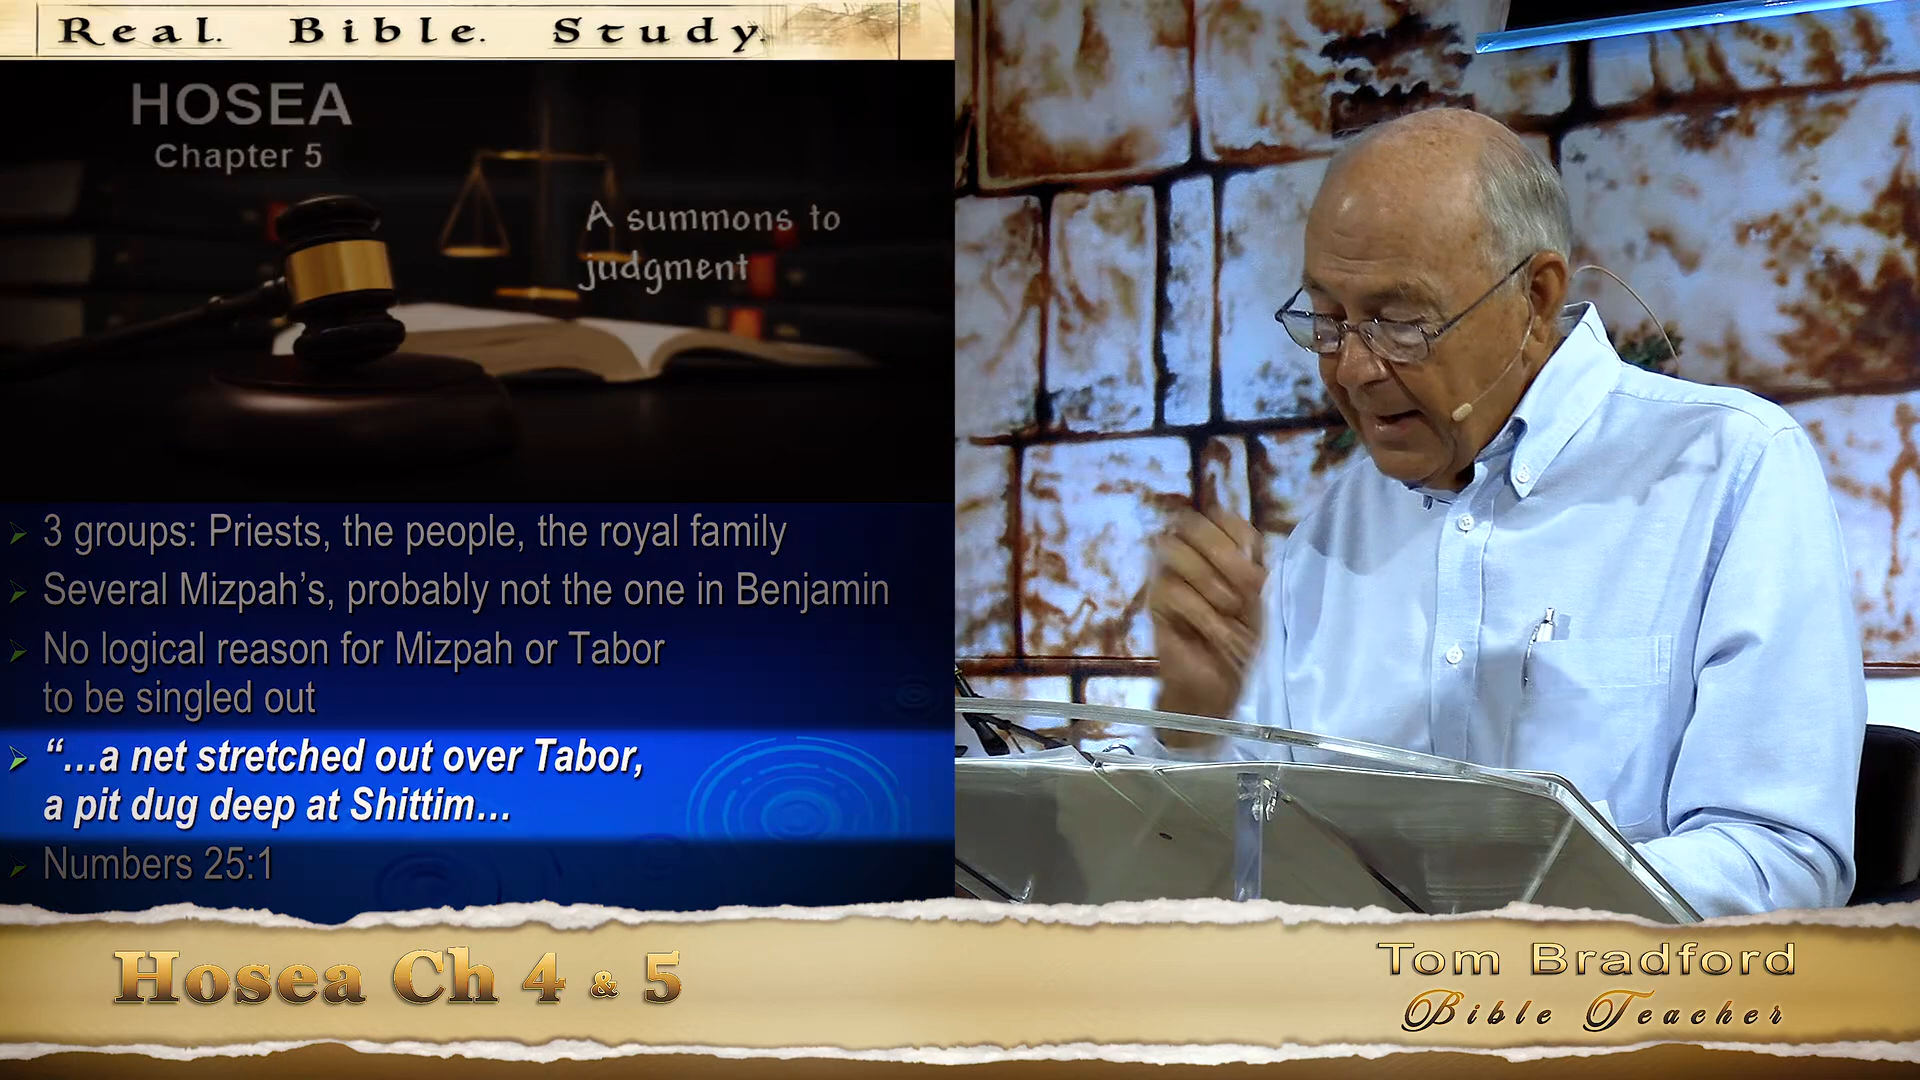 Real. Bible. Study.
HOSEA
Chapter 5
A summons to
judgment
3 groups: Priests, the people, the royal family
Several Mizpah’s, probably not the one in Benjamin
No logical reason for Mizpah or Tabor
to be singled out
“…a net stretched out over Tabor,
a pit dug deep at Shittim…
Numbers 25:1
Hosea Ch 4 & 5
Tom Bradford
Bible Teacher